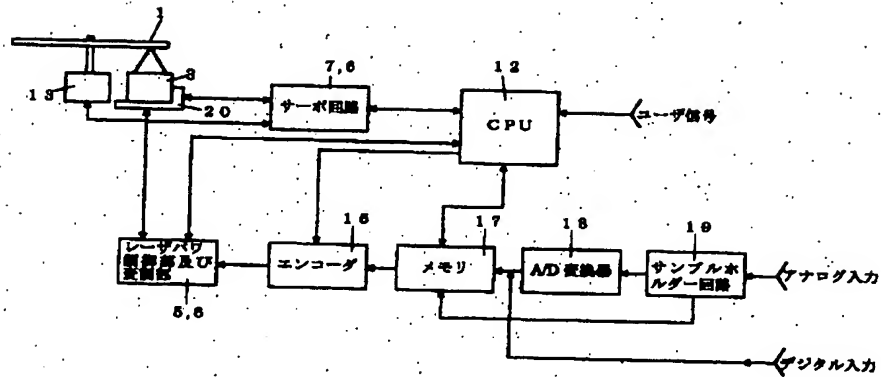 1
3
13
20
7,6
サーボ回路
12
CPU
ユーザ信号
レーザパワ
制御部及び
変調部
5,6
16
エンコーダ
17
メモリ
18
A/D変換器
19
サンプルホ
ルダー回路
アナログ入力
デジタル入力